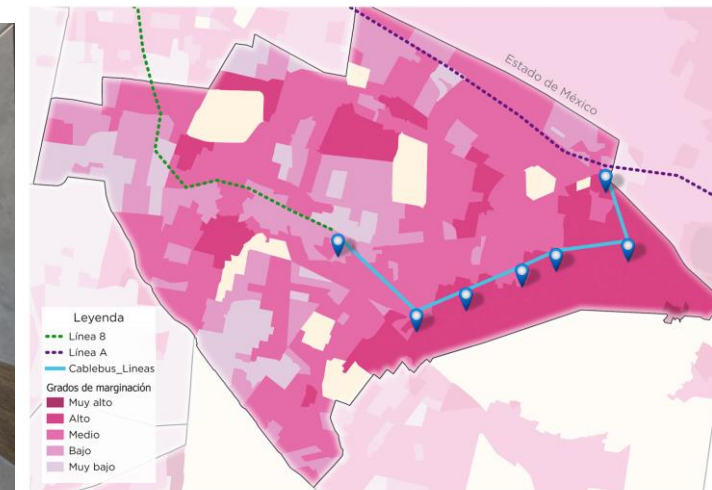 Estado de México
Leyenda
Línea 8
Línea A
Cablebus_Lineas
Grados de marginación
Muy alto
Alto
Medio
Bajo
Muy bajo